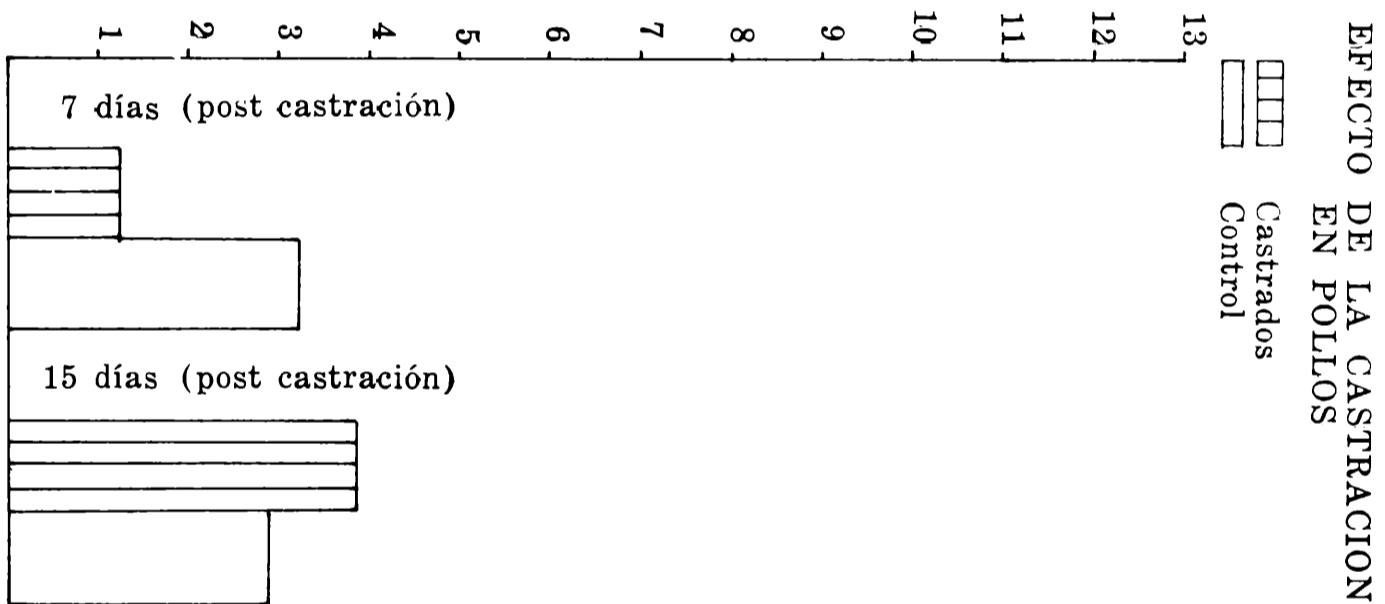 EFECTO DE LA CASTRACION
EN POLLOS
Castrados
Control
13
12
11
10
9
8
7
6
5
4
3
2
1
7 días (post castración)
15 días (post castración)